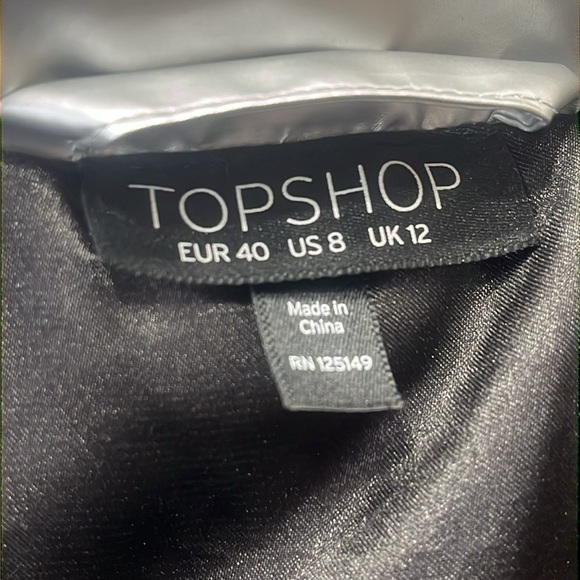 TOPSHOP
EUR 40 US 8 UK 12
Made in
China
RN 125149